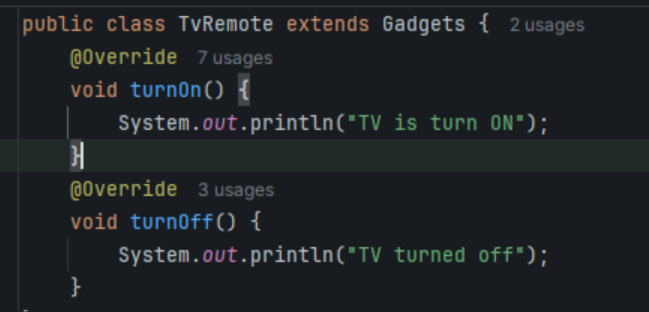 public class TvRemote extends Gadgets {  2 usages
    @Override  7 usages
    void turnOn() {
        System.out.println("TV is turn ON");
    }
    @Override  3 usages
    void turnOff() {
        System.out.println("TV turned off");
    }